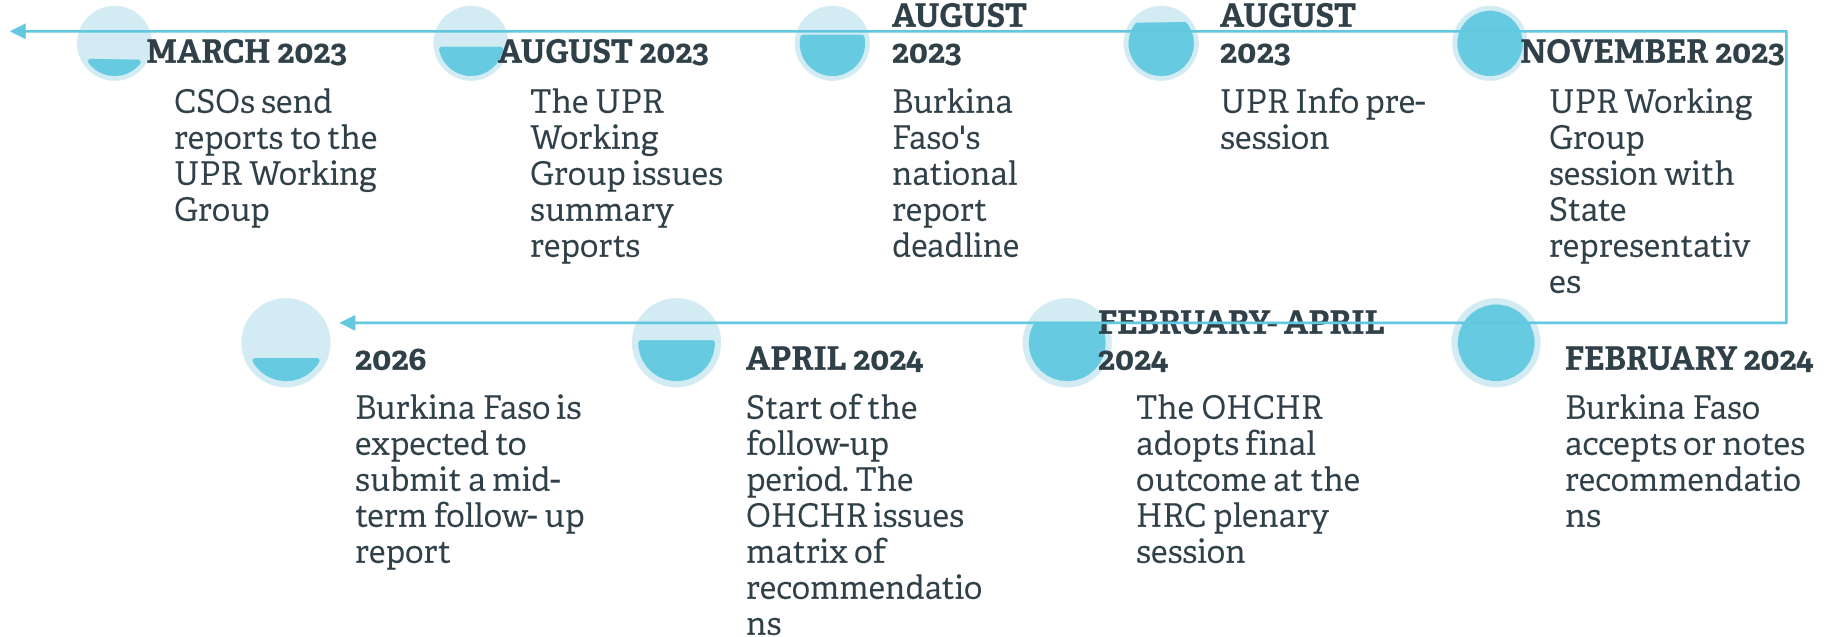 MARCH 2023
CSOs send
reports to the
UPR Working
Group
AUGUST 2023
The UPR
Working
Group issues
summary
reports
AUGUST
2023
Burkina
Faso's
national
report
deadline
AUGUST
2023
UPR Info pre-
session
NOVEMBER 2023
UPR Working
Group
session with
State
representativ
es
2026
Burkina Faso is
expected to
submit a mid-
term follow- up
report
APRIL 2024
Start of the
follow-up
period. The
OHCHR issues
matrix of
recommendatio
ns
FEBRUARY- APRIL
2024
The OHCHR
adopts final
outcome at the
HRC plenary
session
FEBRUARY 2024
Burkina Faso
accepts or notes
recommendatio
ns